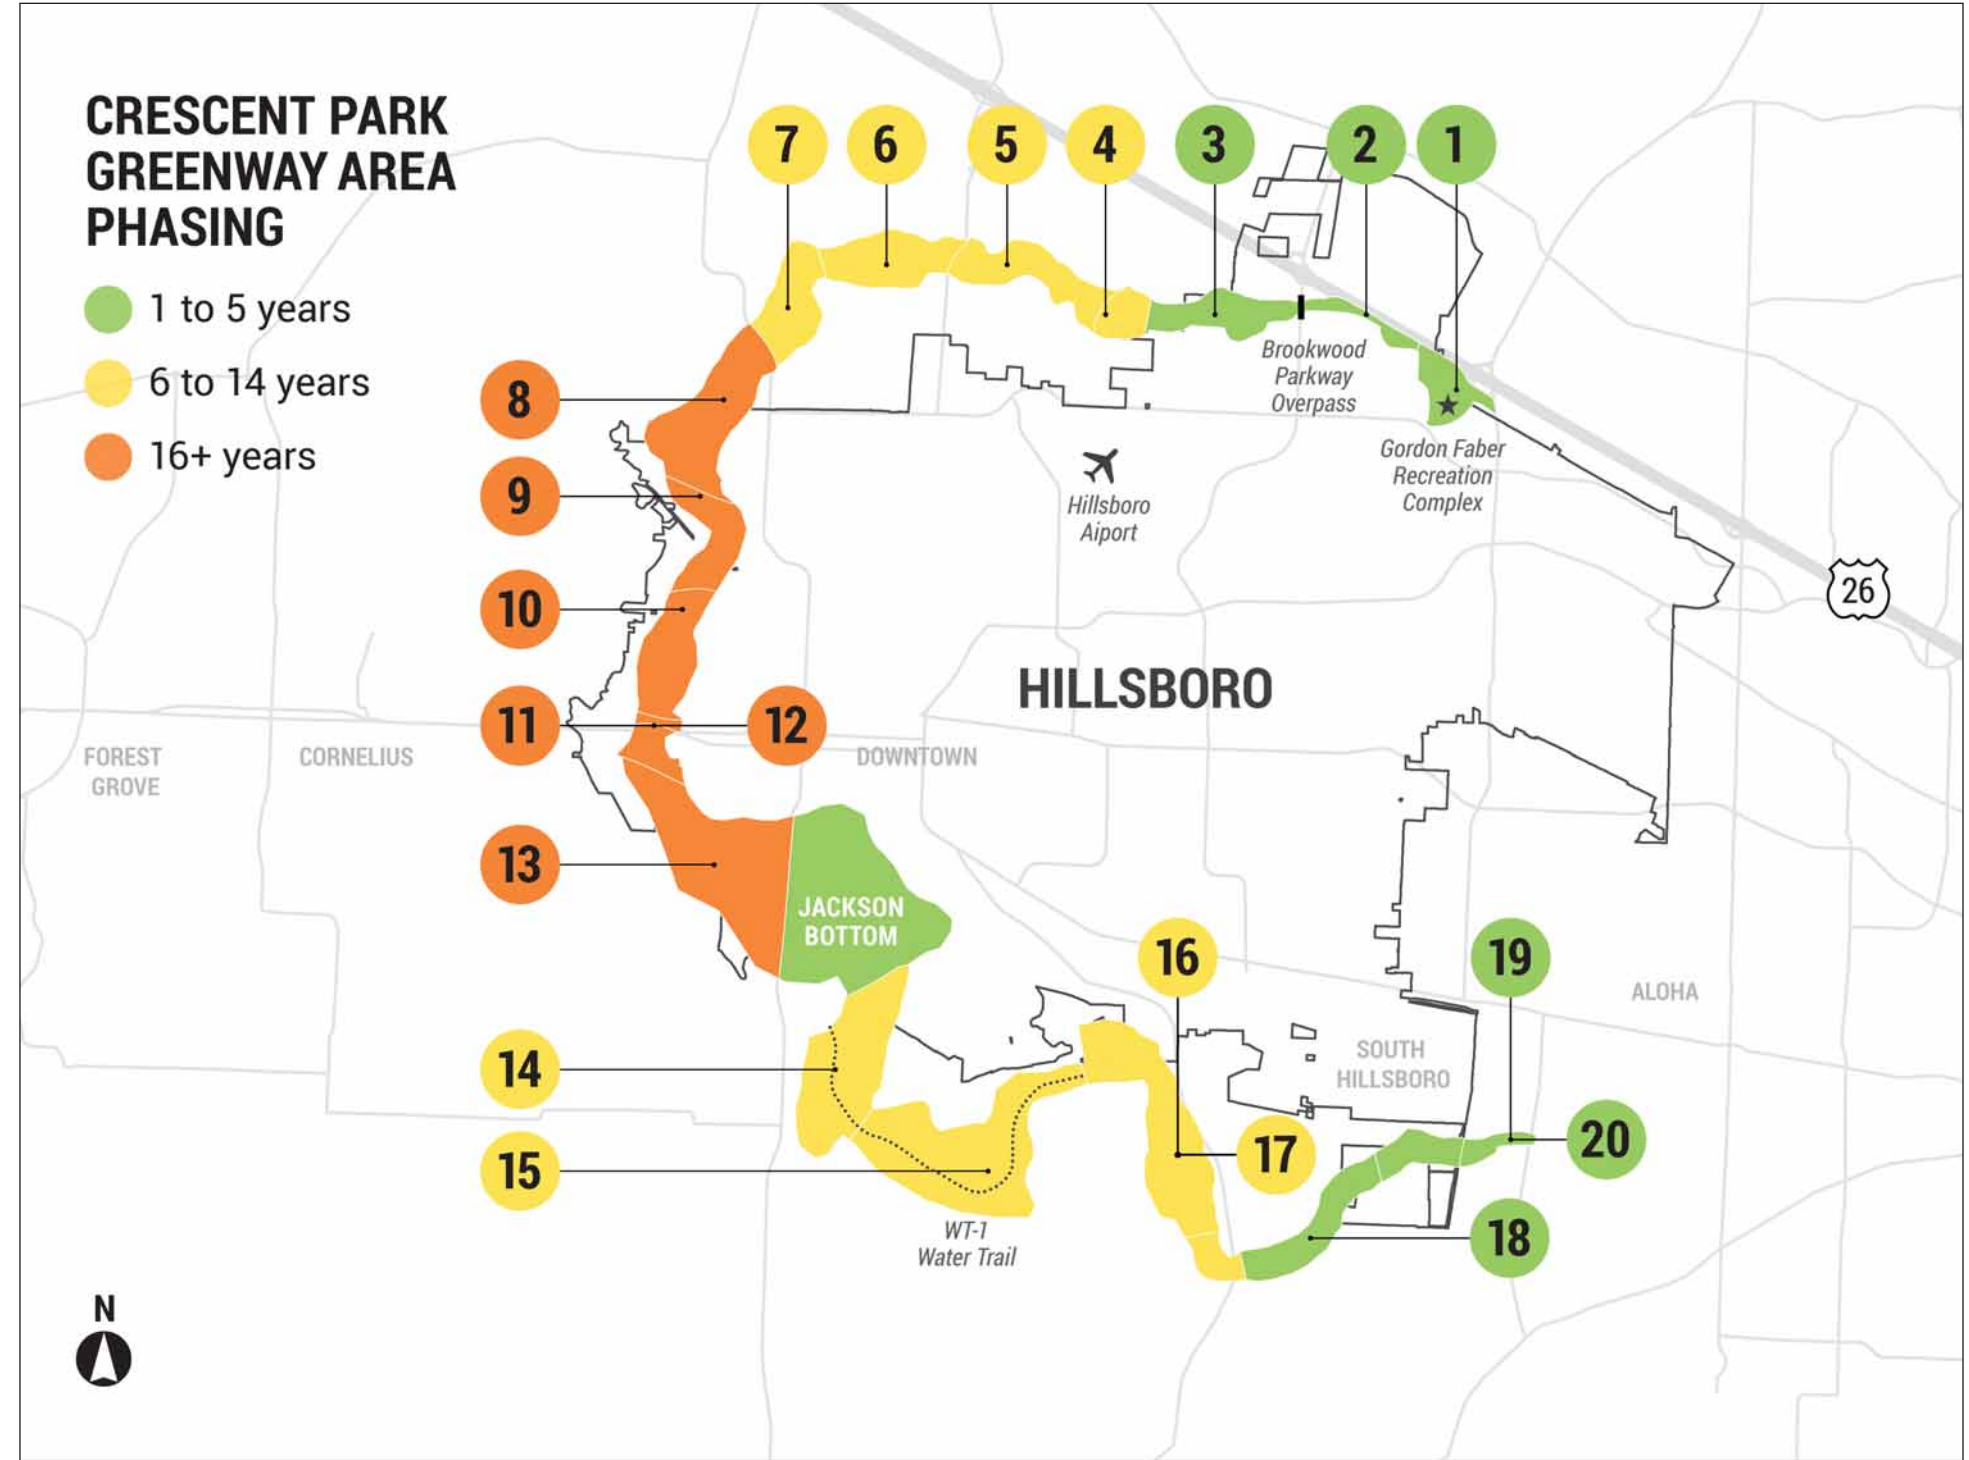 CRESCENT PARK
GREENWAY AREA
PHASING
1 to 5 years
6 to 14 years
16+ years
7
6
5
4
3
2
1
8
9
10
11
12
13
14
15
16
17
18
19
20
Brookwood
Parkway
Overpass
Gordon Faber
Recreation
Complex
Hillsboro
Aiport
26
HILLSBORO
FOREST
GROVE
CORNELIUS
DOWNTOWN
JACKSON
BOTTOM
ALOHA
SOUTH
HILLSBORO
WT-1
Water Trail
N